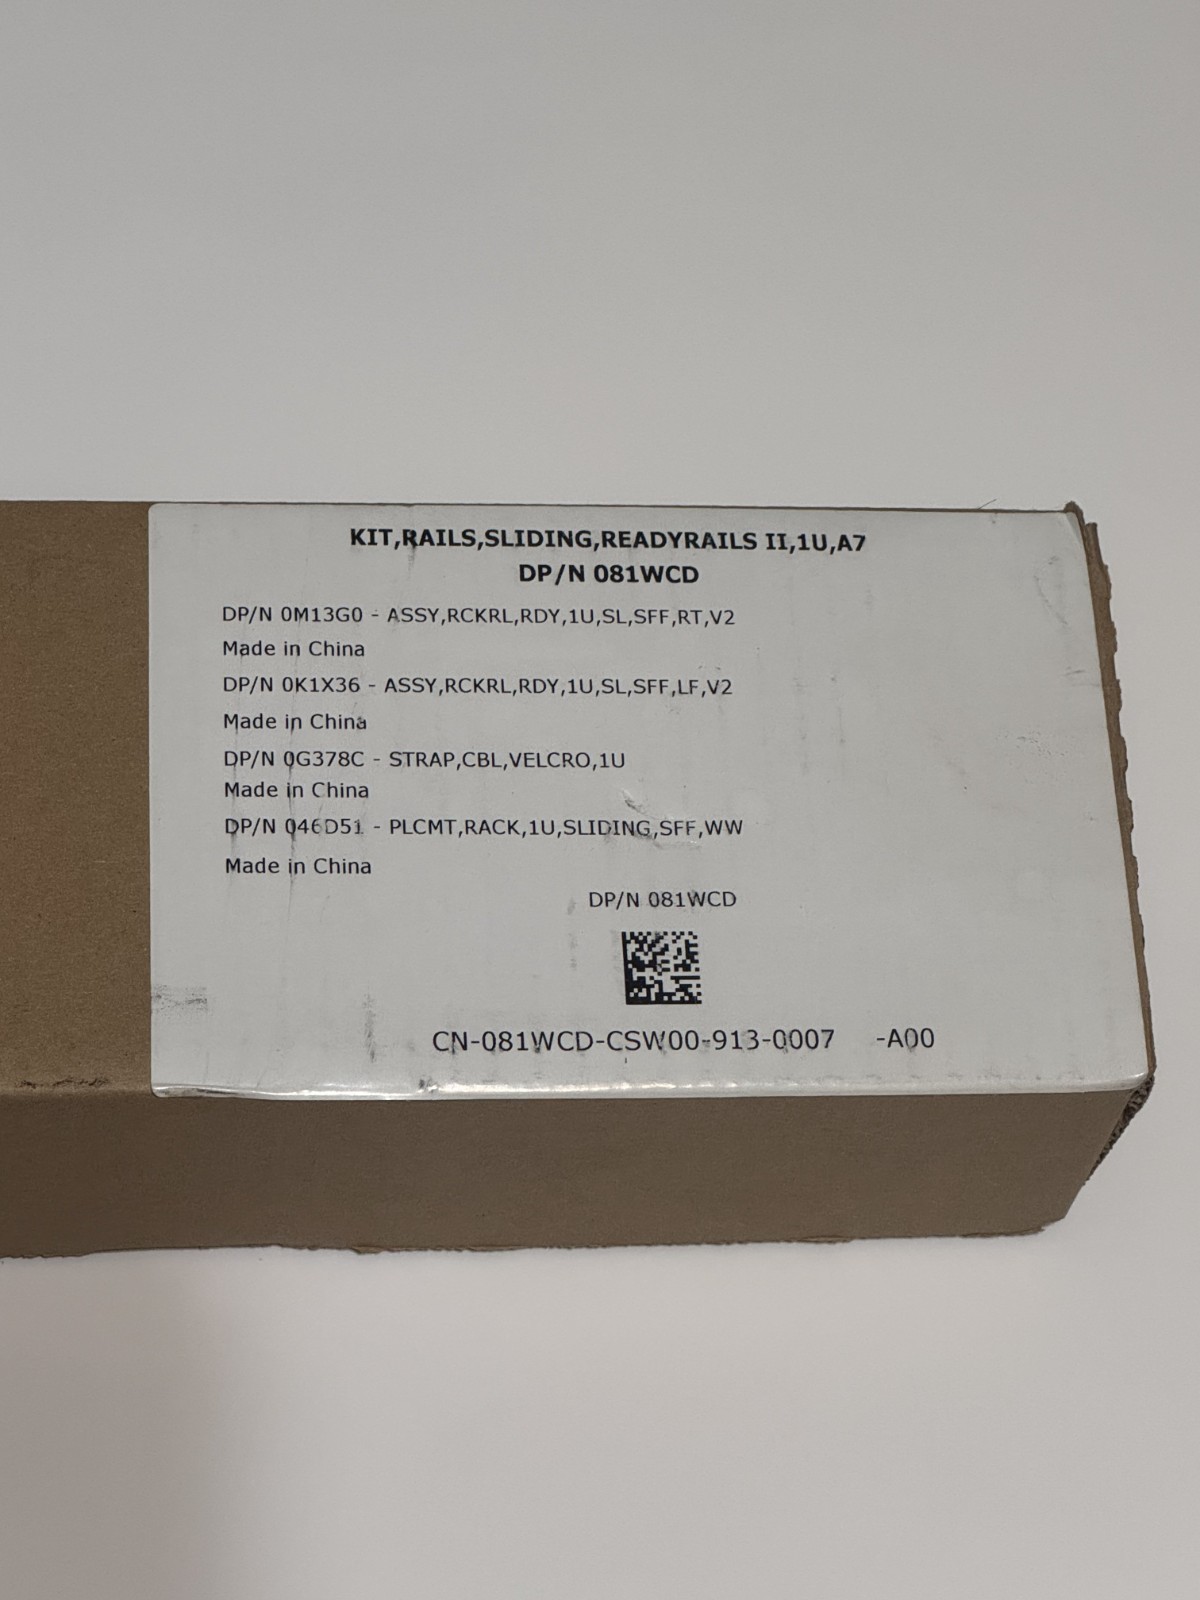 KIT,RAILS,SLIDING,READYRAILS II,1U,A7
DP/N 081WCD
DP/N 0M13G0 - ASSY,RCKRL,RDY,1U,SL,SFF,RT,V2
Made in China
DP/N 0K1X36 - ASSY,RCKRL,RDY,1U,SL,SFF,LF,V2
Made in China
DP/N 0G378C - STRAP,CBL,VELCRO,1U
Made in China
DP/N 046D51 - PLCMT,RACK,1U,SLIDING,SFF,WW
Made in China
DP/N 081WCD
CN-081WCD-CSW00-913-0007 -A00